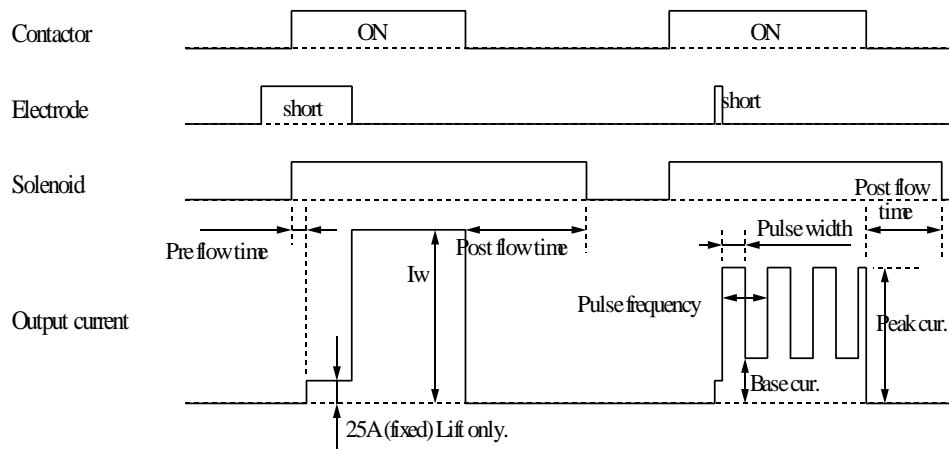 Contactor
ON
ON
Electrode
short
short
Solenoid
Post flow
time
Pre flow time
Post flow time
Pulse width
Iw
Pulse frequency
Output current
Peak cur.
Base cur.
25A (fixed) Lift only.